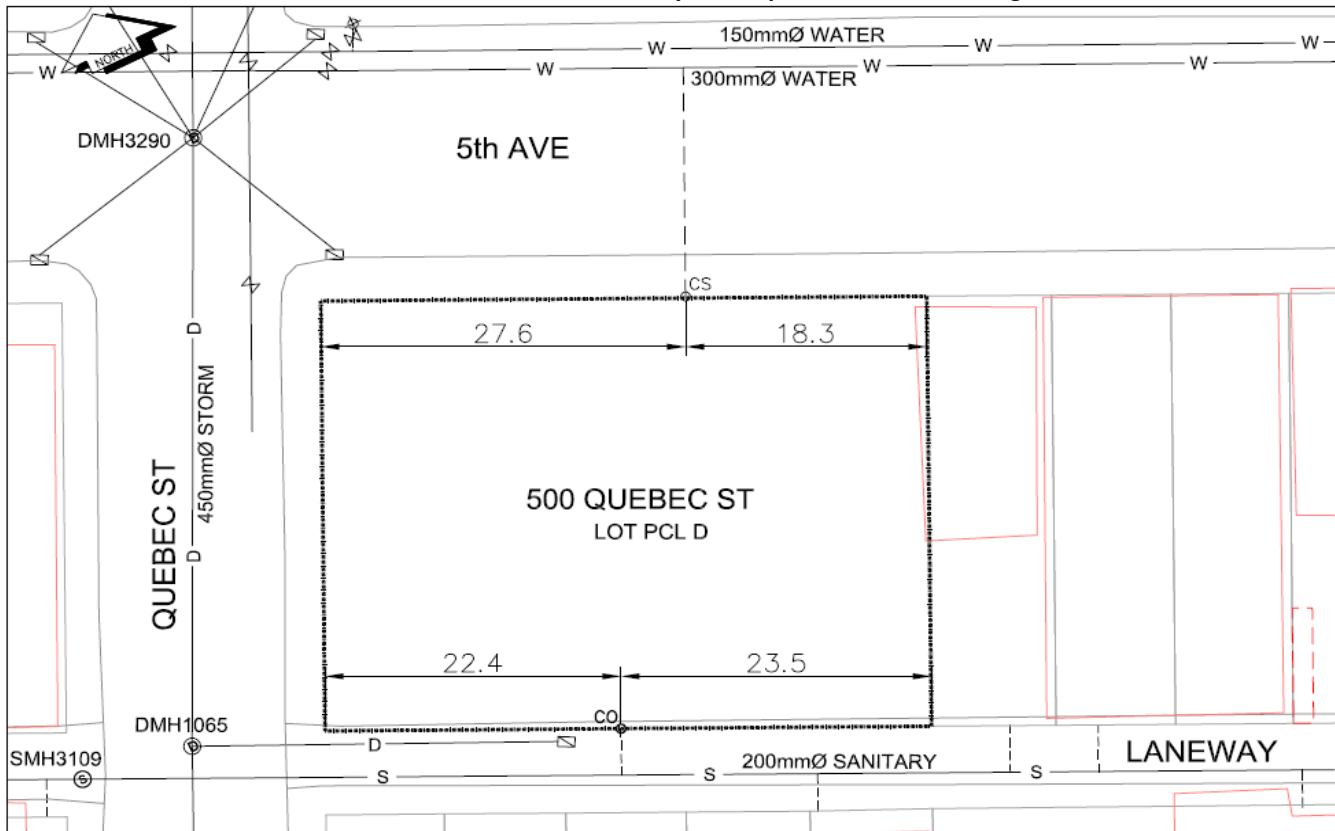 150mmØ WATER
W
W
W
NORTH
W
W
W
W
300mmØ WATER
DMH3290
5th AVE
CS
27.6
18.3
D
450mmØ STORM
QUEBEC ST
D
500 QUEBEC ST
LOT PCL D
22.4
23.5
CO
DMH1065
D
SMH3109
S
S
S
200mmØ SANITARY
S
LANEWAY